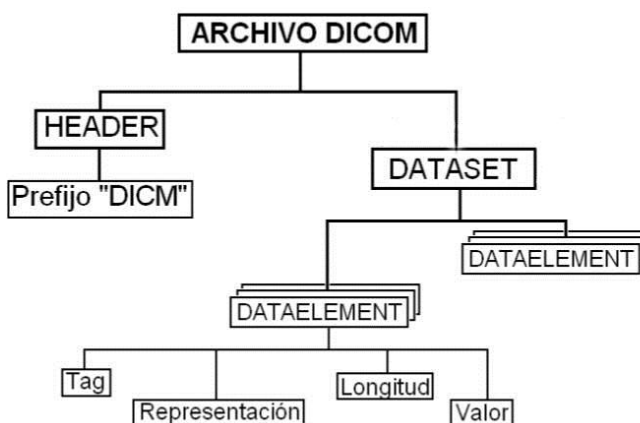 ARCHIVO DICOM
HEADER
Prefijo "DICM"
DATASET
DATAELEMENT
DATAELEMENT
Tag
Representación
Longitud
Valor